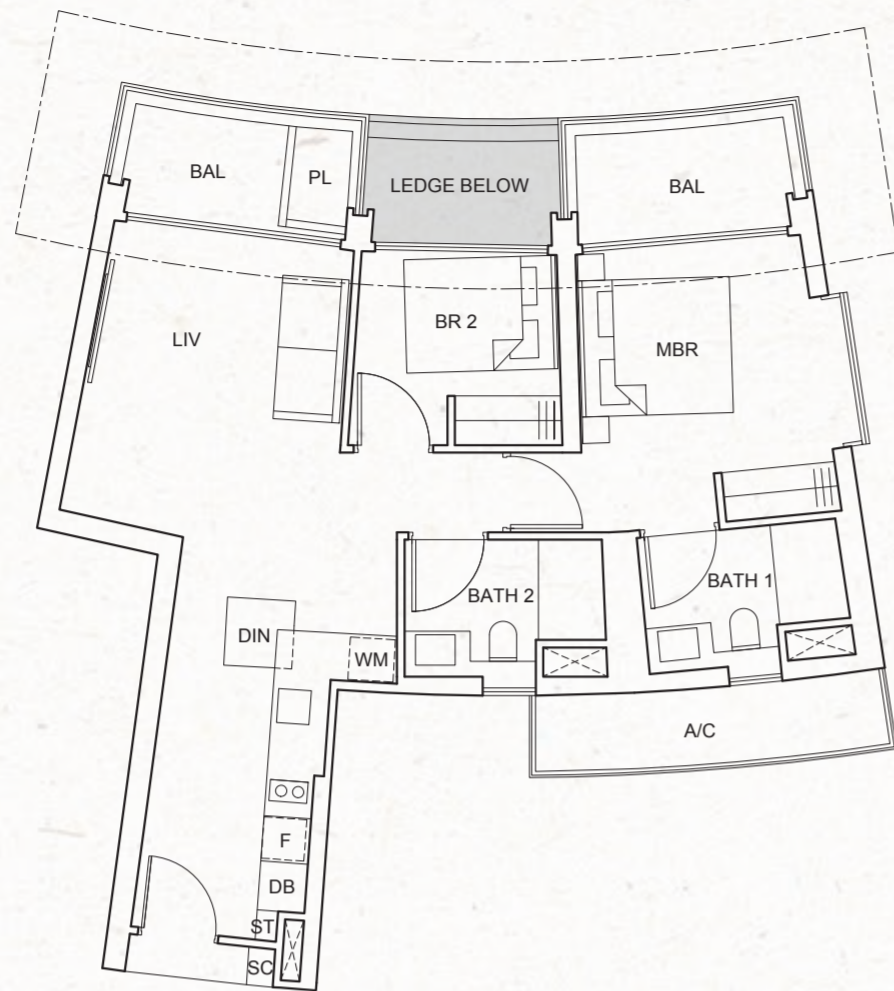 BAL
PL
LEDGE BELOW
BAL
LIV
BR 2
MBR
DIN
WM
BATH 2
BATH 1
A/C
F
DB
ST
SC